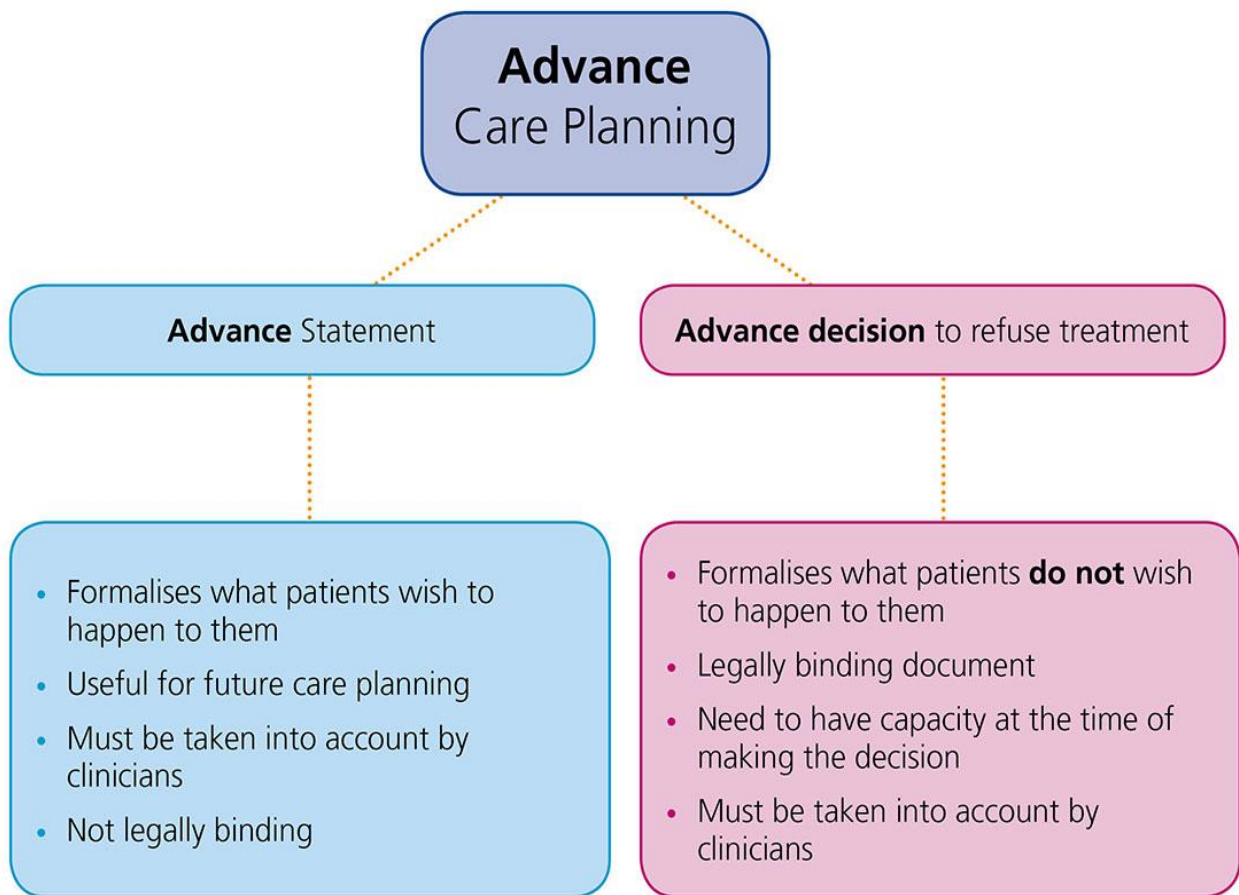 Advance
Care Planning
Advance Statement
Advance decision to refuse treatment
• Formalises what patients wish to
happen to them
• Useful for future care planning
• Must be taken into account by
clinicians
• Not legally binding
• Formalises what patients do not wish
to happen to them
• Legally binding document
• Need to have capacity at the time of
making the decision
• Must be taken into account by
clinicians